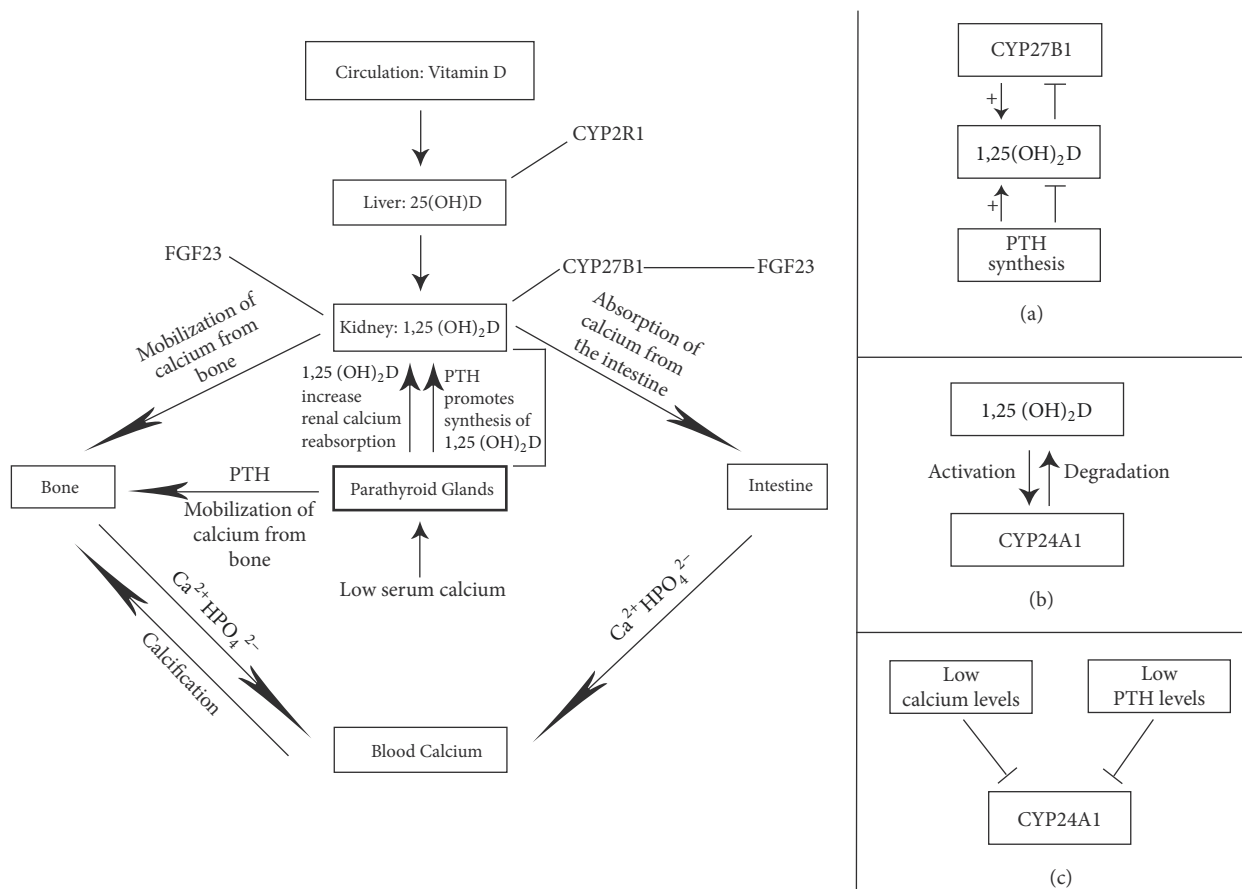 Circulation: Vitamin D
CYP2R1
Liver: 25(OH)D
FGF23
CYP27B1
FGF23
Kidney: 1,25 (OH)₂D
Mobilization of
calcium from
bone
Absorption of
calcium from
the intestine
1,25 (OH)₂D
increase
renal calcium
reabsorption
PTH
promotes
synthesis of
1,25 (OH)₂D
Bone
PTH
Mobilization of
calcium from
bone
Parathyroid Glands
Intestine
Low serum calcium
Ca²⁺HPO₄²⁻
Calcification
Ca²⁺HPO₄²⁻
Blood Calcium
CYP27B1
+
1,25(OH)₂D
+
PTH
synthesis
(a)
1,25 (OH)₂D
Activation
Degradation
CYP24A1
(b)
Low
calcium levels
Low
PTH levels
CYP24A1
(c)